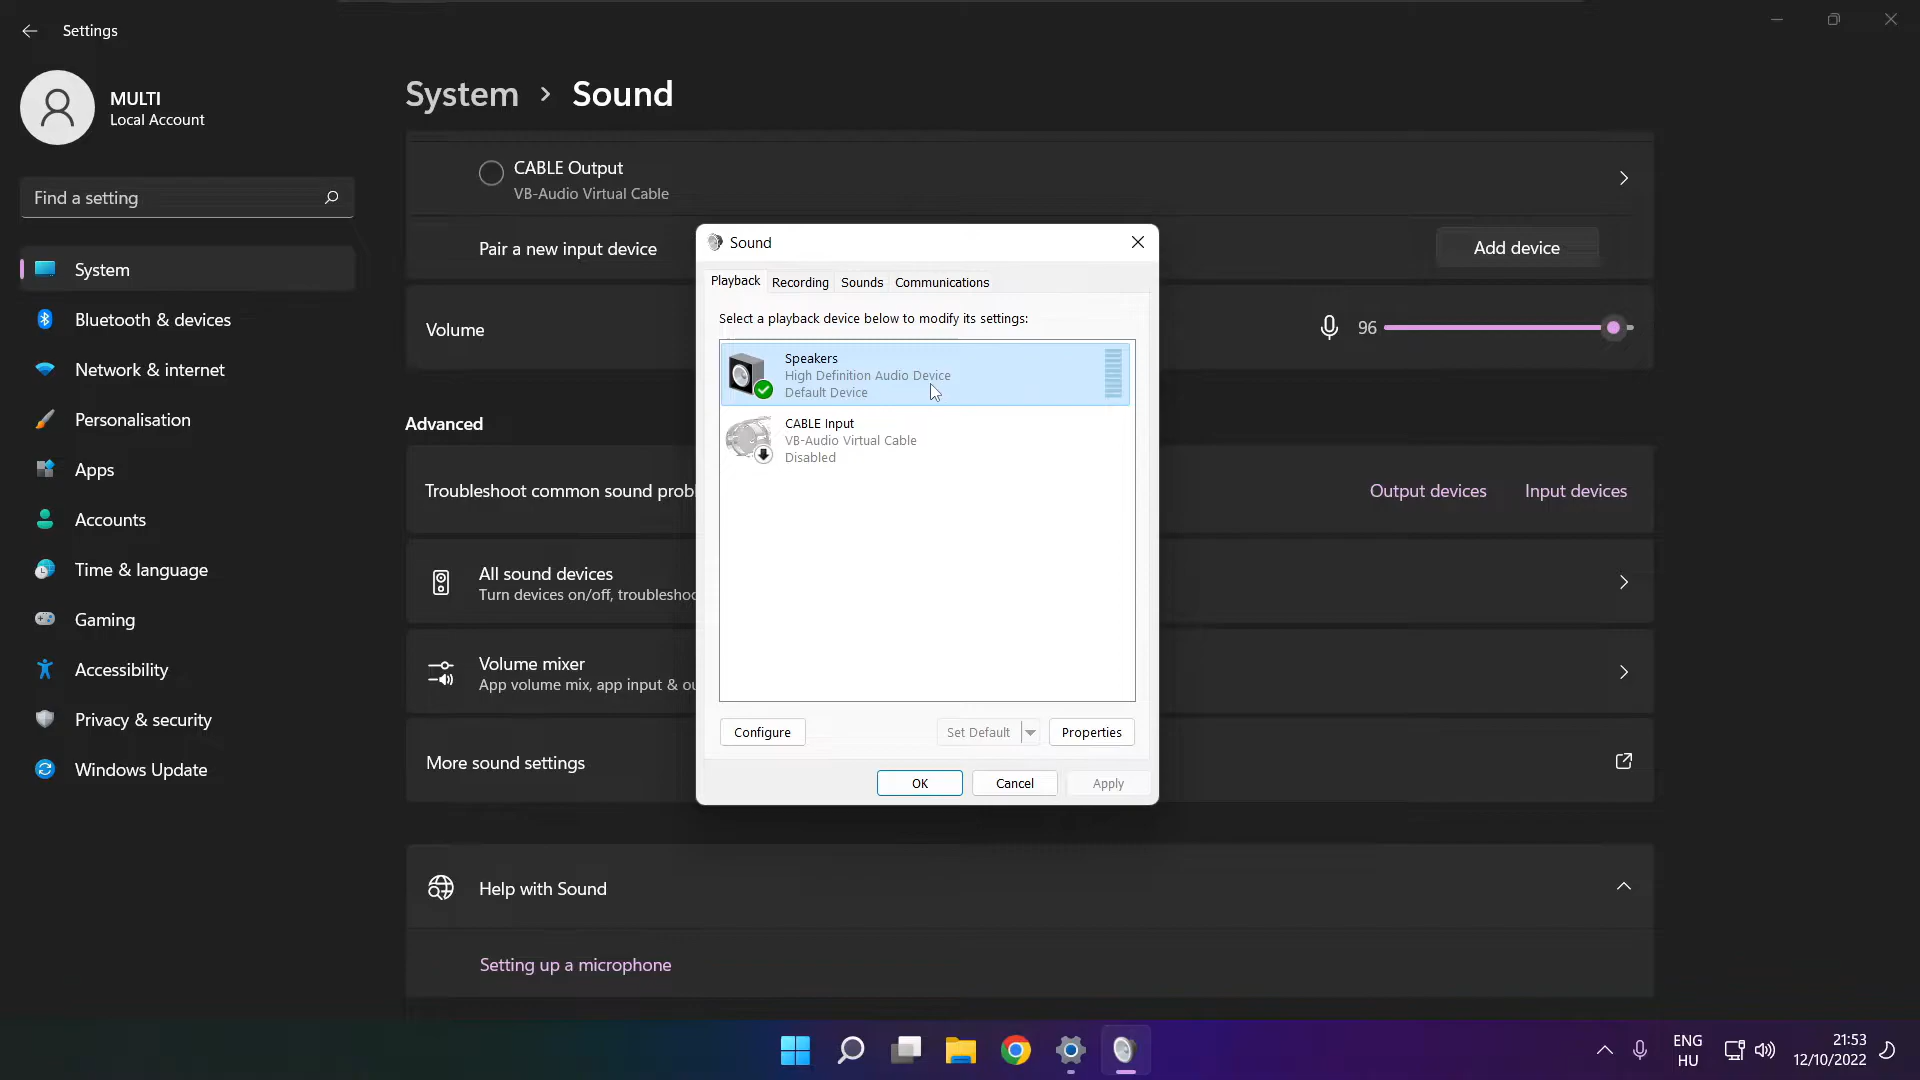 Settings
MULTI
Local Account
Find a setting
System
Bluetooth & devices
Network & internet
Personalisation
Apps
Accounts
Time & language
Gaming
Accessibility
Privacy & security
Windows Update
System > Sound
CABLE Output
VB-Audio Virtual Cable
Pair a new input device
Add device
Volume
96
Advanced
Troubleshoot common sound
Output devices
Input devices
All sound devices
Turn devices on/off,
Volume mixer
App volume mix, app input &
More sound settings
Help with Sound
Setting up a microphone
Sound
Playback
Recording
Sounds
Communications
Select a playback device below to modify its settings:
Speakers
High Definition Audio Device
Default Device
CABLE Input
VB-Audio Virtual Cable
Disabled
Configure
Set Default
Properties
OK
Cancel
Apply
ENG
HU
21:53
12/10/2022